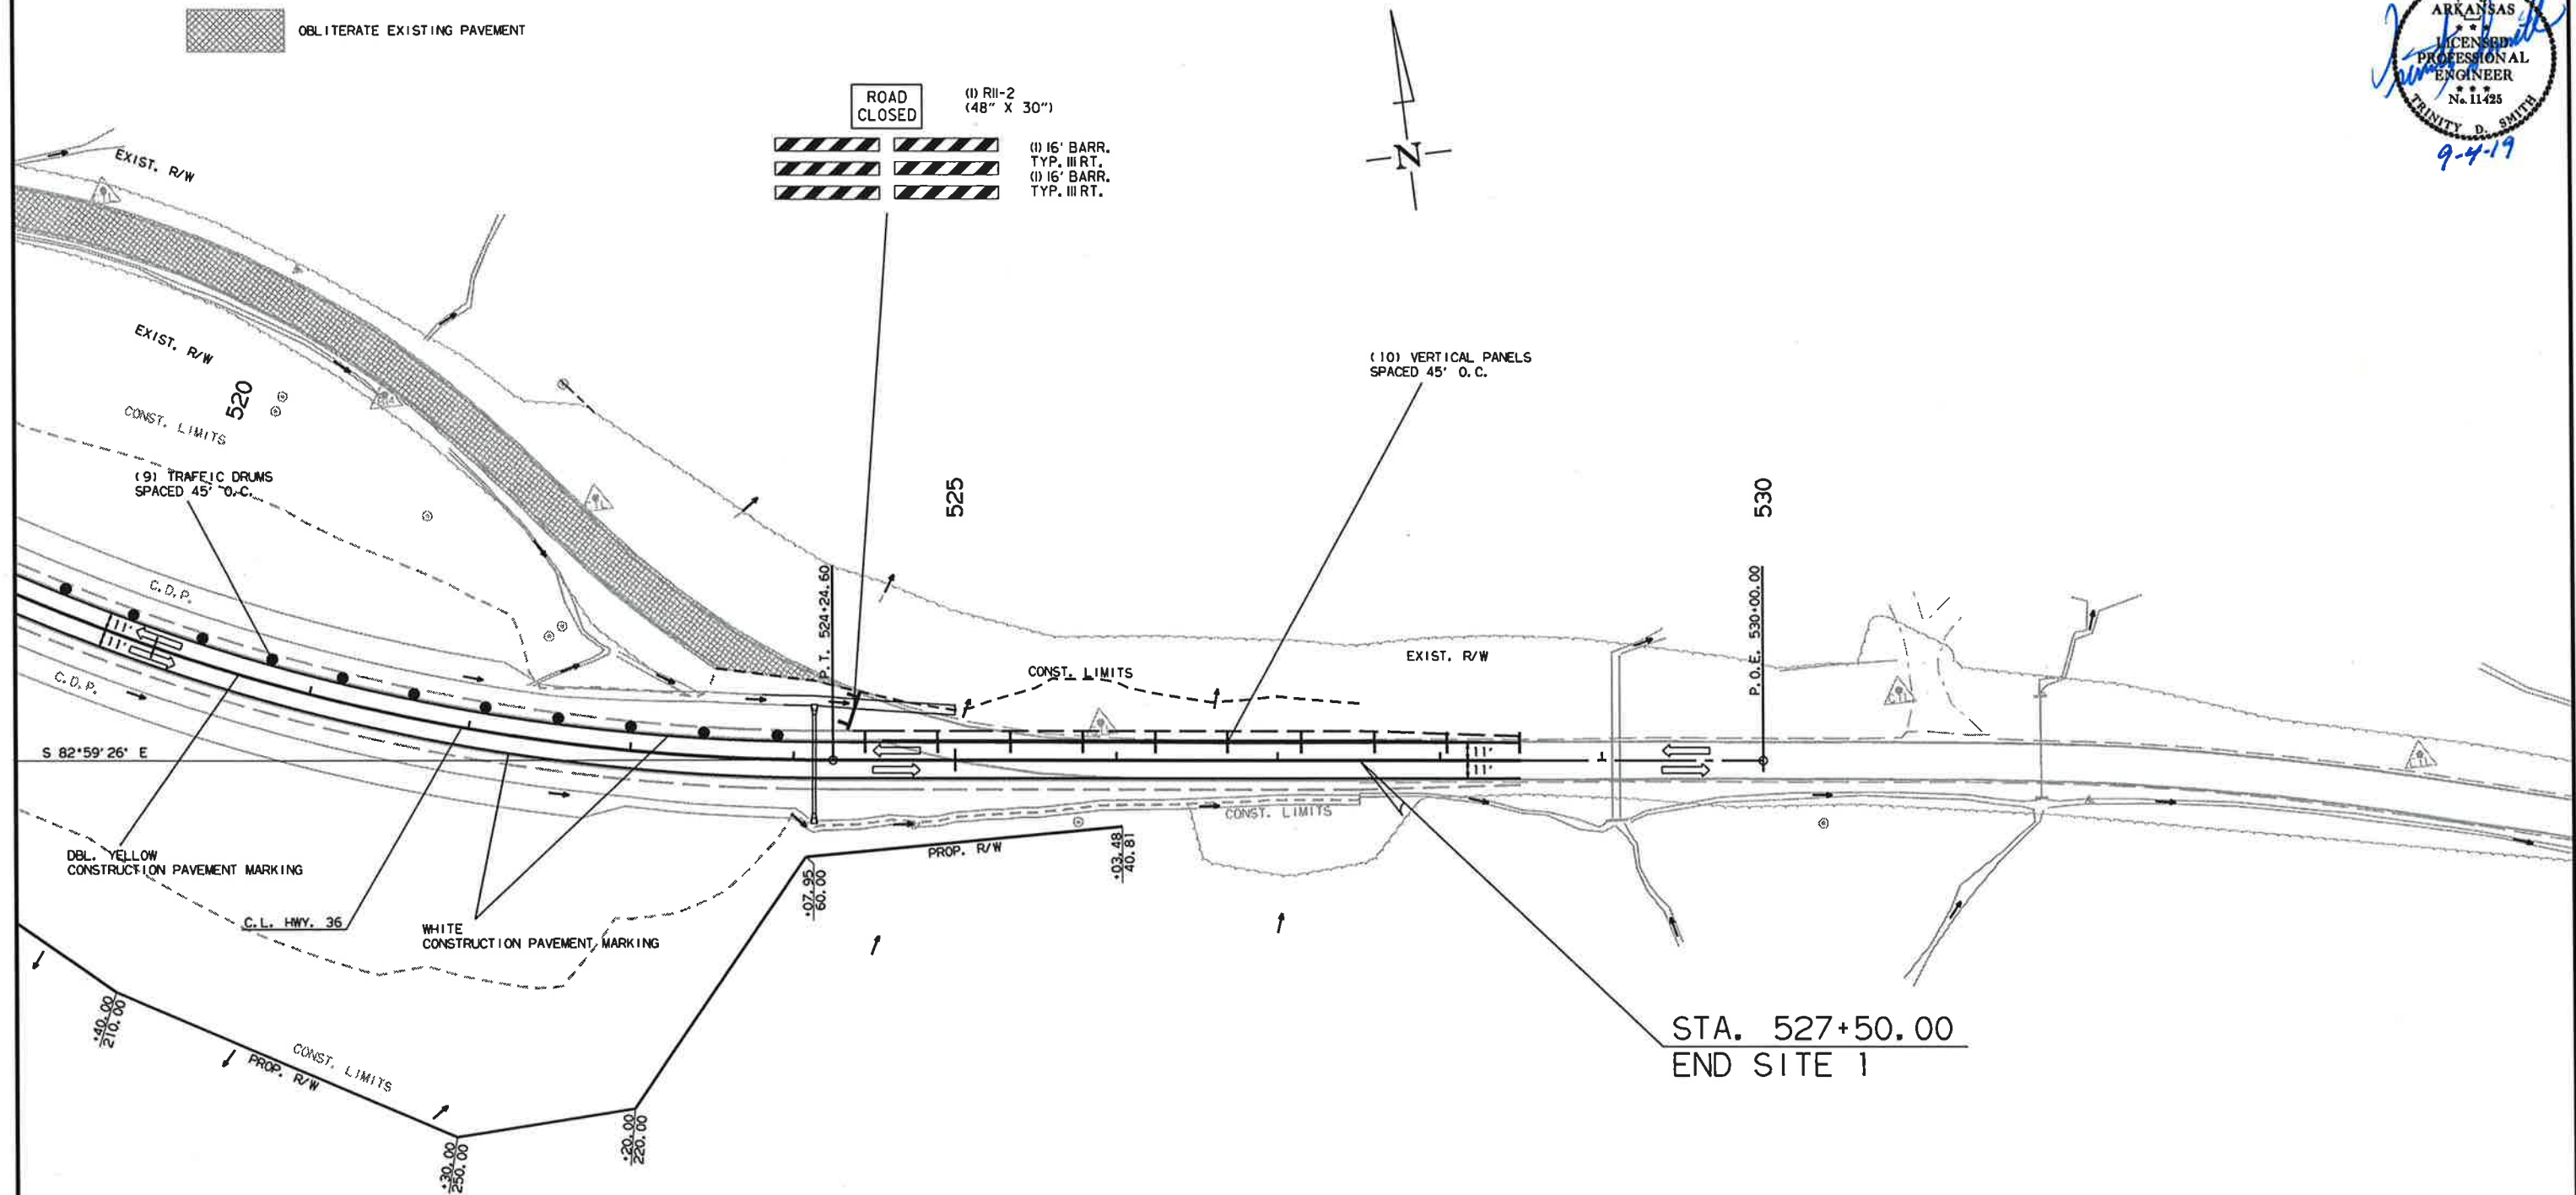 OBLITERATE EXISTING PAVEMENT
ARKANSAS
LICENSED
PROFESSIONAL
ENGINEER
No. 11425
TRINITY D. SMITH
9-4-19
ROAD
CLOSED
(1) R11-2
(48" X 30")
(1) 16' BARR.
TYP. III RT.
(1) 16' BARR.
TYP. III RT.
N
EXIST. R/W
EXIST. R/W
520
CONST. LIMITS
(9) TRAFFIC DRUMS
SPACED 45' O.C.
(10) VERTICAL PANELS
SPACED 45' O.C.
525
530
C.D.P.
P.T. 524+24.60
P.O.E. 530+00.00
11'
11'
C.D.P.
CONST. LIMITS
EXIST. R/W
S 82°59'26" E
11'
11'
CONST. LIMITS
DBL. YELLOW
CONSTRUCTION PAVEMENT MARKING
PROP. R/W
+03.48
40.81
+07.95
60.00
C.L. HWY. 36
WHITE
CONSTRUCTION PAVEMENT MARKING
+40.00
210.00
CONST. LIMITS
PROP. R/W
+30.00
250.00
+20.00
220.00
STA. 527+50.00
END SITE 1